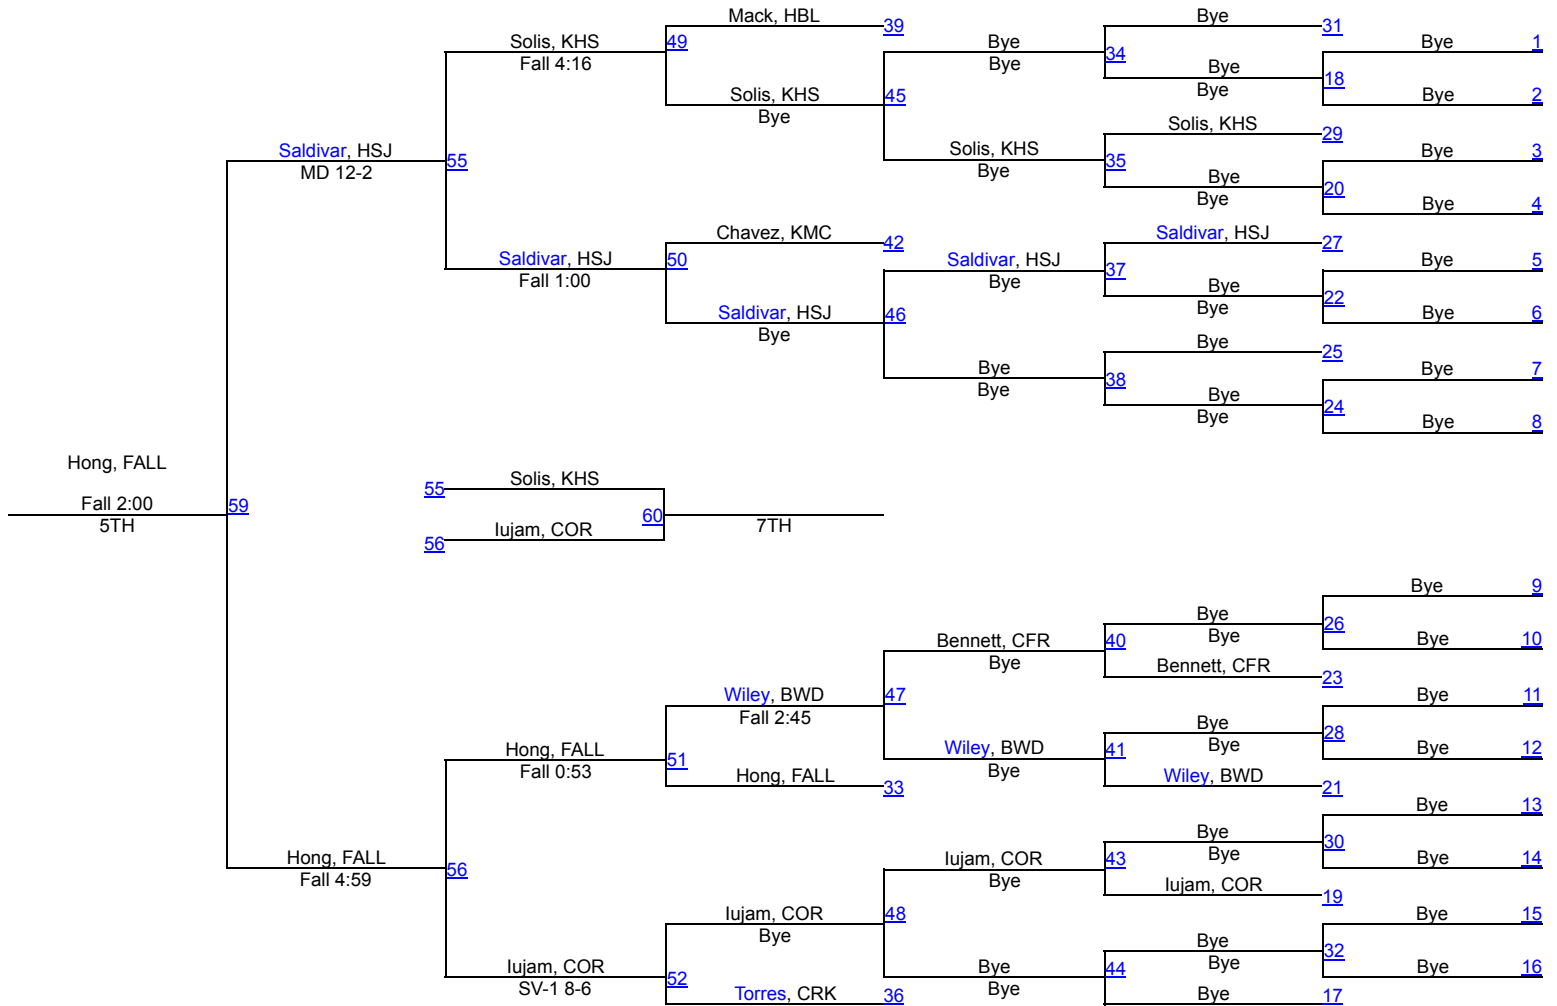 Mack, HBL
39
Bye
31
Solis, KHS
49
Fall 4:16
Bye
Bye
34
Bye
1
Bye
Bye
18
Solis, KHS
45
Bye
Bye
2
Solis, KHS
29
Saldivar, HSJ
55
MD 12-2
Solis, KHS
35
Bye
Bye
3
Bye
Bye
20
Bye
4
Chavez, KMC
42
Saldivar, HSJ
27
Saldivar, HSJ
50
Fall 1:00
Saldivar, HSJ
37
Bye
Bye
5
Bye
Bye
22
Saldivar, HSJ
46
Bye
Bye
6
Bye
25
Bye
Bye
38
Bye
7
Bye
Bye
24
Bye
8
Hong, FALL
Fall 2:00
59
5TH
55
Solis, KHS
60
7TH
56
Iujam, COR
Bye
9
Bye
Bye
26
Bennett, CFR
40
Bye
Bye
10
Bennett, CFR
23
Wiley, BWD
47
Fall 2:45
Bye
11
Bye
Bye
28
Hong, FALL
51
Fall 0:53
Wiley, BWD
41
Bye
Bye
12
Hong, FALL
33
Wiley, BWD
21
Bye
13
Hong, FALL
56
Fall 4:59
Iujam, COR
43
Bye
Bye
Bye
30
Bye
14
Iujam, COR
19
Iujam, COR
48
Bye
Bye
15
Bye
Bye
32
Iujam, COR
52
SV-1 8-6
Bye
Bye
44
Bye
16
Torres, CRK
36
Bye
17